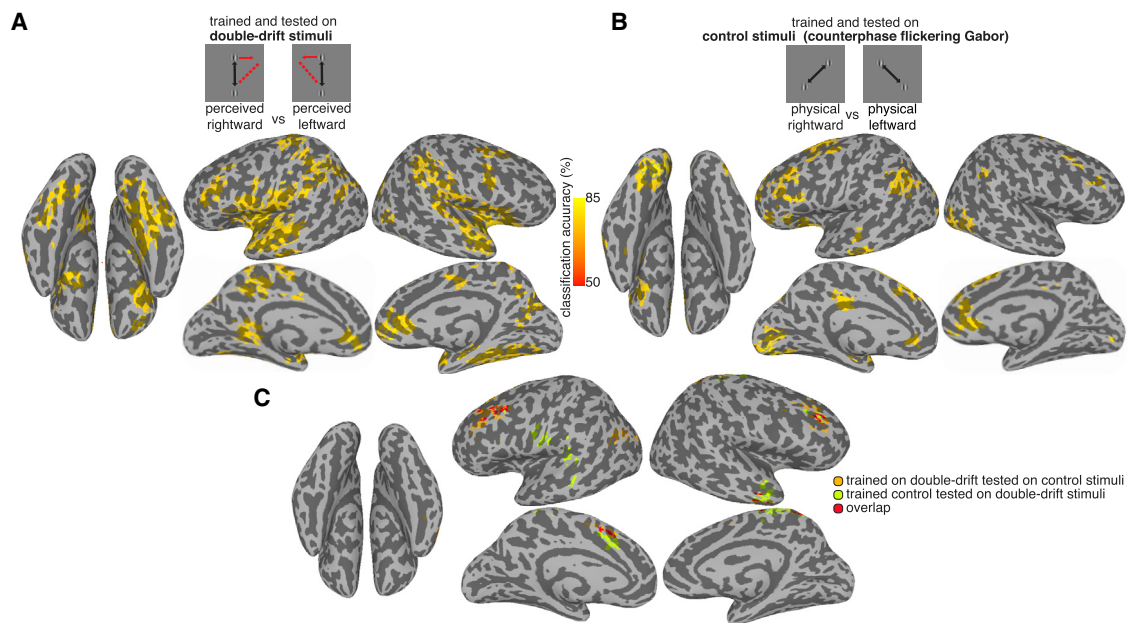 A
trained and tested on
double-drift stimuli
perceived
rightward
vs
perceived
leftward
classification acuuracy (%)
85
50
B
trained and tested on
control stimuli (counterphase flickering Gabor)
physical
rightward
vs
physical
leftward
C
trained on double-drift tested on control stimuli
trained control tested on double-drift stimuli
overlap